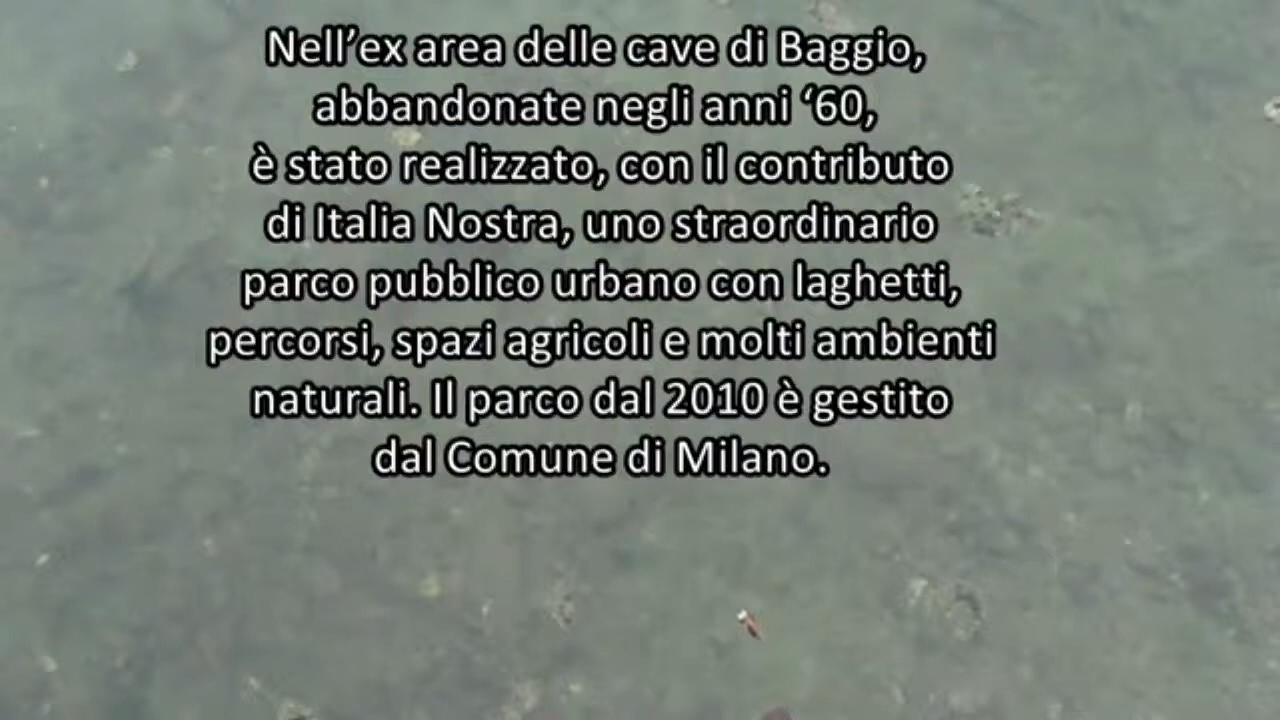 Nell’ex area delle cave di Baggio,
abbandonate negli anni ‘60,
è stato realizzato, con il contributo
di Italia Nostra, uno straordinario
parco pubblico urbano con laghetti,
percorsi, spazi agricoli e molti ambienti
naturali. Il parco dal 2010 è gestito
dal Comune di Milano.